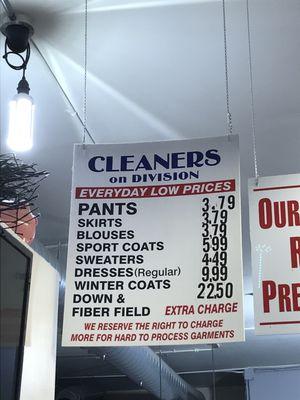 CLEANERS
on DIVISION
EVERYDAY LOW PRICES
PANTS 3.79
SKIRTS 3.79
BLOUSES 3.79
SPORT COATS 5.99
SWEATERS 4.49
DRESSES (Regular) 9.99
WINTER COATS 22.50
DOWN &
FIBER FIELD EXTRA CHARGE
WE RESERVE THE RIGHT TO CHARGE
MORE FOR HARD TO PROCESS GARMENTS
OUR
R
PRE